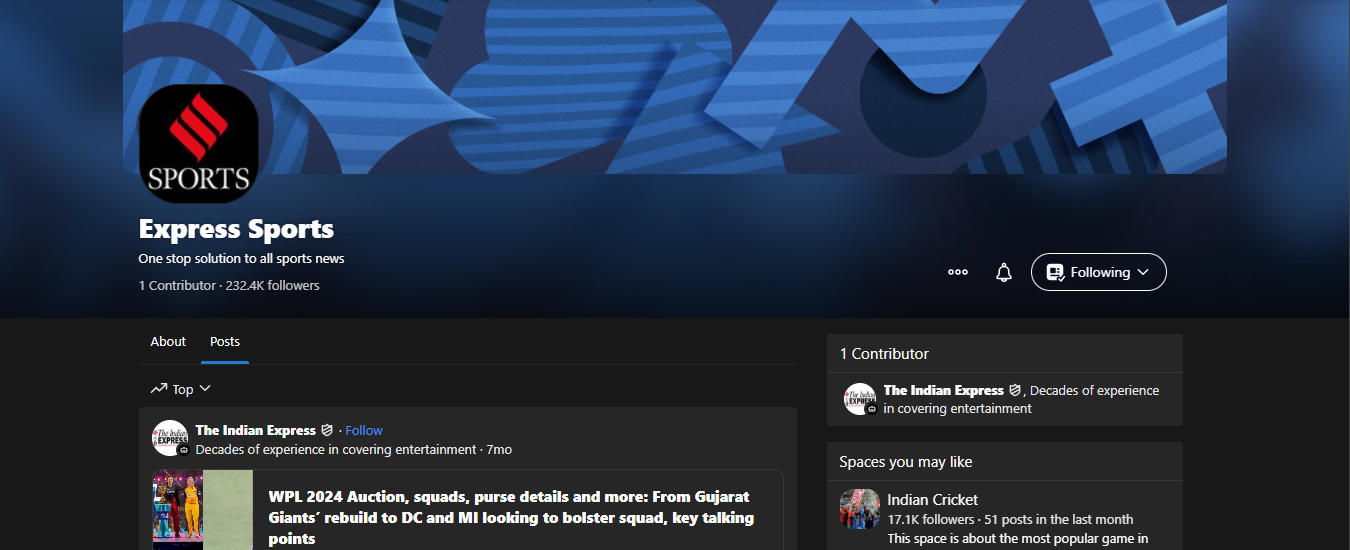 SPORTS
Express Sports
One stop solution to all sports news
1 Contributor · 232.4K followers
Following
About
Posts
Top
The Indian Express · Follow
Decades of experience in covering entertainment · 7mo
WPL 2024 Auction, squads, purse details and more: From Gujarat
Giants’ rebuild to DC and MI looking to bolster squad, key talking
points
1 Contributor
The Indian Express , Decades of experience
in covering entertainment
Spaces you may like
Indian Cricket
17.1K followers · 51 posts in the last month
This space is about the most popular game in